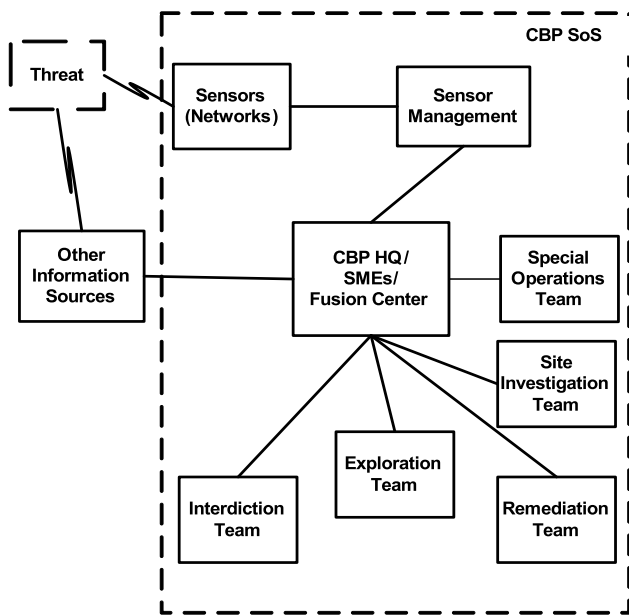 CBP SoS
Threat
Sensors
(Networks)
Sensor
Management
Other
Information
Sources
CBP HQ/
SMEs/
Fusion Center
Special
Operations
Team
Site
Investigation
Team
Exploration
Team
Interdiction
Team
Remediation
Team